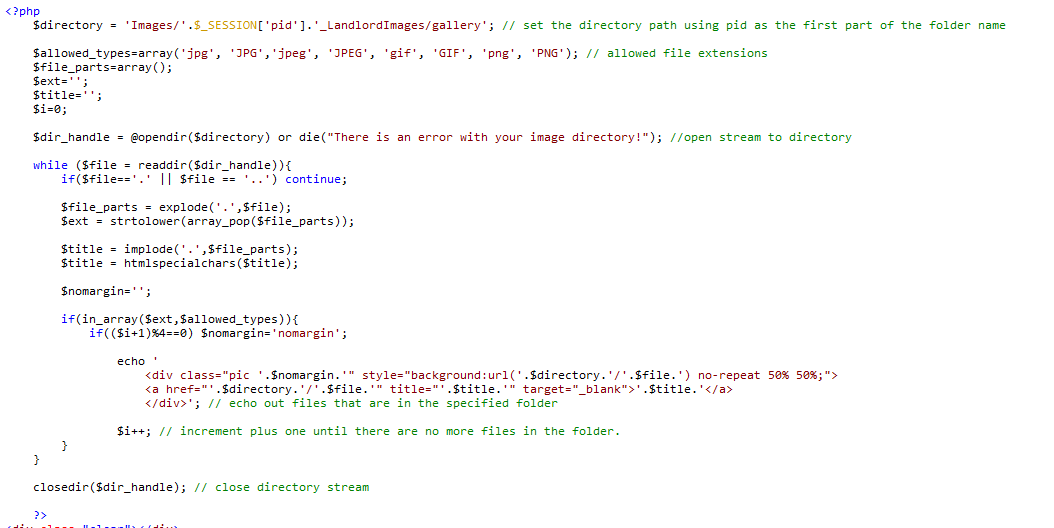 <?php
$directory = 'Images/'.$_SESSION['pid'].'_LandlordImages/gallery'; // set the directory path using pid as the first part of the folder name
$allowed_types=array('jpg', 'JPG','jpeg', 'JPEG', 'gif', 'GIF', 'png', 'PNG'); // allowed file extensions
$file_parts=array();
$ext='';
$title='';
$i=0;
$dir_handle = @opendir($directory) or die("There is an error with your image directory!"); //open stream to directory
while ($file = readdir($dir_handle)){
if($file=='.' || $file == '..') continue;
$file_parts = explode('.',$file);
$ext = strtolower(array_pop($file_parts));
$title = implode('.',$file_parts);
$title = htmlspecialchars($title);
$nomargin='';
if(in_array($ext,$allowed_types)){
if(($i+1)%4==0) $nomargin='nomargin';
echo '
<div class="pic '.$nomargin.'" style="background:url('.$directory.'/'.$file.') no-repeat 50% 50%;">
<a href="'.$directory.'/'.$file.'" title="'.$title.'" target="_blank">'.$title.'</a>
</div>'; // echo out files that are in the specified folder
$i++; // increment plus one until there are no more files in the folder.
}
}
closedir($dir_handle); // close directory stream
?>